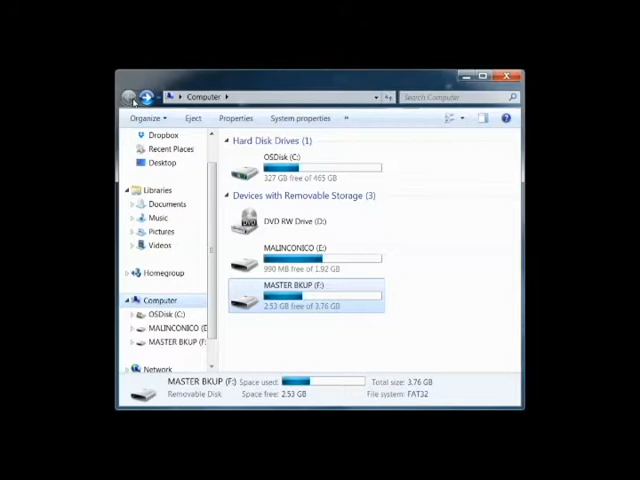 Computer
Search Computer
Organize Eject Properties System properties »
Dropbox
Recent Places
Desktop
Libraries
Documents
Music
Pictures
Videos
Homegroup
Computer
OSDisk (C:)
MALINCONICO (E
MASTER BKUP (F:
Network
Hard Disk Drives (1)
OSDisk (C:)
327 GB free of 465 GB
Devices with Removable Storage (3)
DVD
DVD RW Drive (D:)
MALINCONICO (E:)
990 MB free of 1.92 GB
MASTER BKUP (F:)
2.53 GB free of 3.76 GB
MASTER BKUP (F:) Space used: Total size: 3.76 GB
Removable Disk Space free: 2.53 GB File system: FAT32